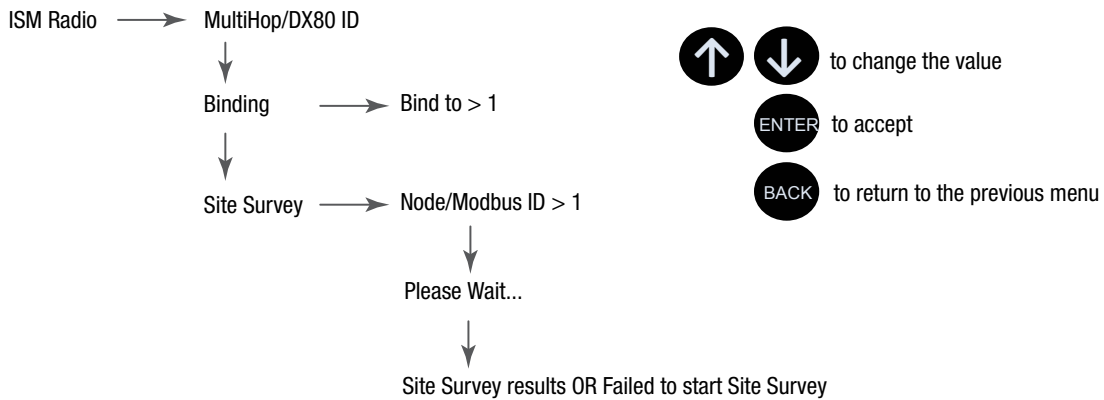 ISM Radio
MultiHop/DX80 ID
Binding
Bind to > 1
Site Survey
Node/Modbus ID > 1
Please Wait...
Site Survey results OR Failed to start Site Survey
to change the value
ENTER to accept
BACK to return to the previous menu